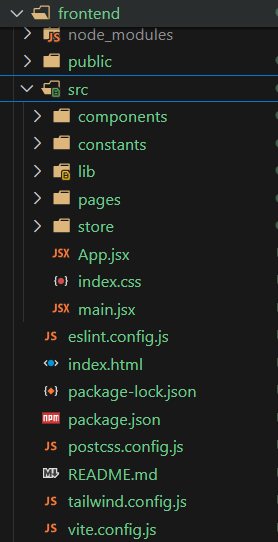 frontend
node_modules
public
src
components
constants
lib
pages
store
App.jsx
index.css
main.jsx
eslint.config.js
index.html
package-lock.json
package.json
postcss.config.js
README.md
tailwind.config.js
vite.config.js